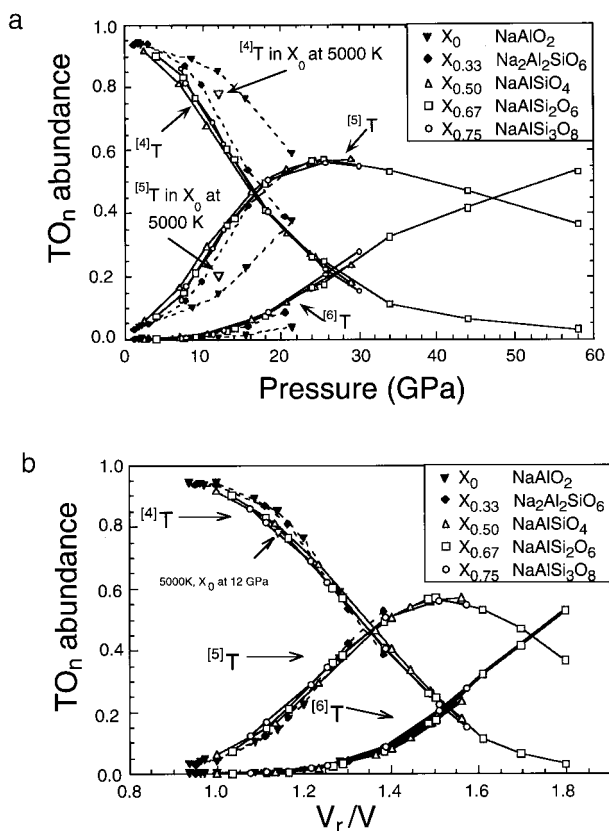 a
TOn abundance
1.0
0.8
0.6
0.4
0.2
0.0
[4]T in X0 at 5000 K
X0 NaAlO2
X0.33 Na2Al2SiO6
X0.50 NaAlSiO4
X0.67 NaAlSi2O6
X0.75 NaAlSi3O8
[4]T
[5]T
[5]T in X0 at
5000 K
[6]T
0 10 20 30 40 50 60
Pressure (GPa)
b
TOn abundance
1.0
0.8
0.6
0.4
0.2
0.0
X0 NaAlO2
X0.33 Na2Al2SiO6
X0.50 NaAlSiO4
X0.67 NaAlSi2O6
X0.75 NaAlSi3O8
[4]T
5000K, X0 at 12 GPa
[5]T
[6]T
0.8 1.0 1.2 1.4 1.6 1.8
Vr/V